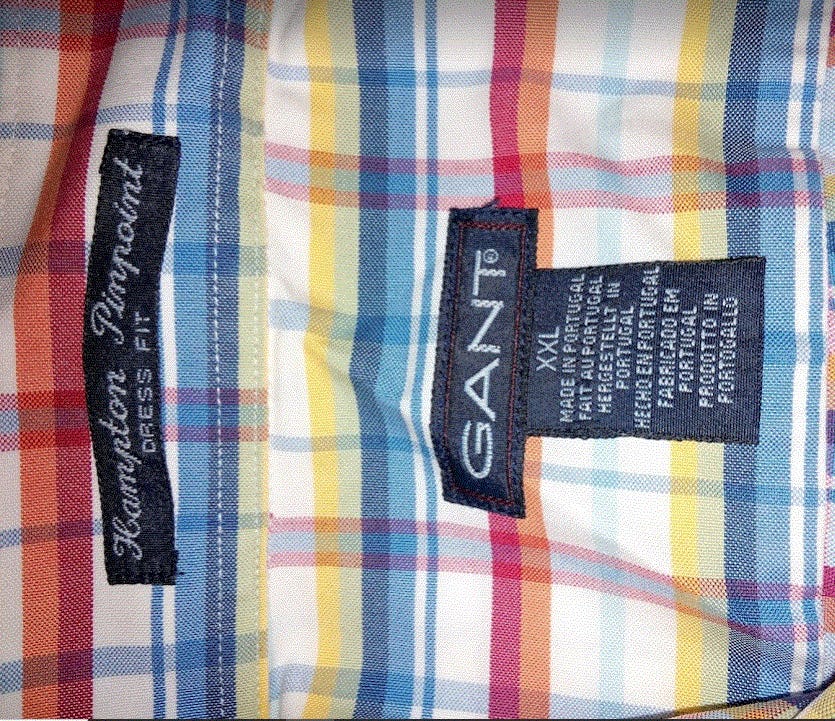 Hampton Pinpoint
DRESS FIT
GANT®
XXL
MADE IN PORTUGAL
FAIT AU PORTUGAL
HERGESTELLT IN
PORTUGAL
HECHO EN PORTUGAL
FABRICADO EM
PORTUGAL
PRODOTTO IN
PORTOGALLO